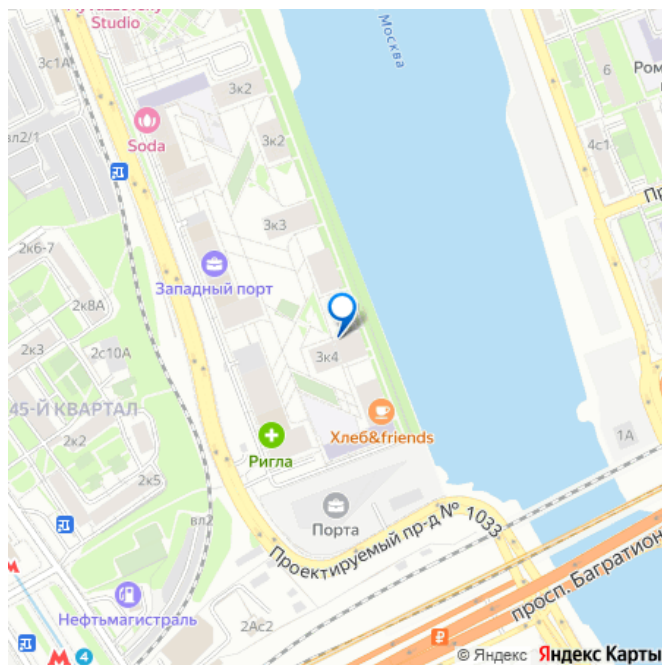 Studio
Москва
3с1А
3к2
6
Ром
вл2/1
Soda
3к2
4с1
Пр
2к6-7
3к3
Западный порт
2к8А
2к3
2с10А
3к4
45-Й КВАРТАЛ
Хлеб&friends
1А
2к2
Ригла
2к5
Порта
вл2
Проектируемый пр-д № 1033
просп. Багратион
Нефтьмагистраль
2Ас2
М 4
₽
© Яндекс Яндекс Карты